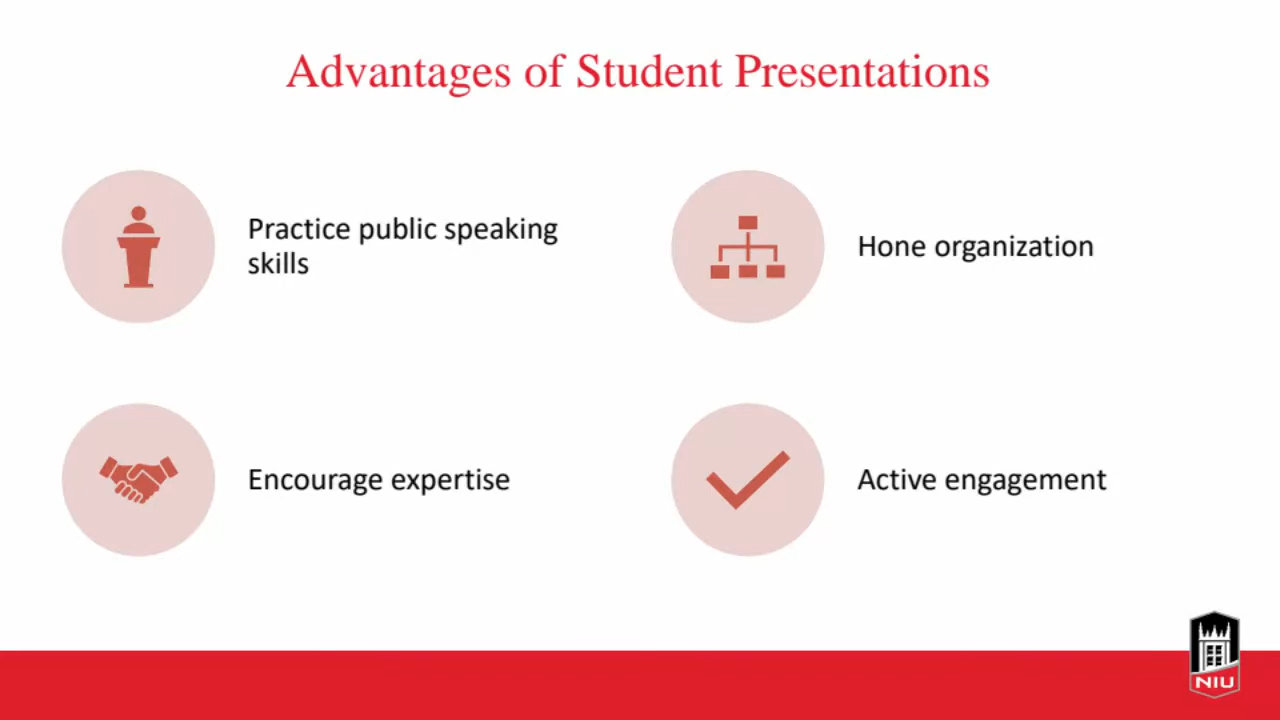 Advantages of Student Presentations
Practice public speaking
skills
Hone organization
Encourage expertise
Active engagement
NIU